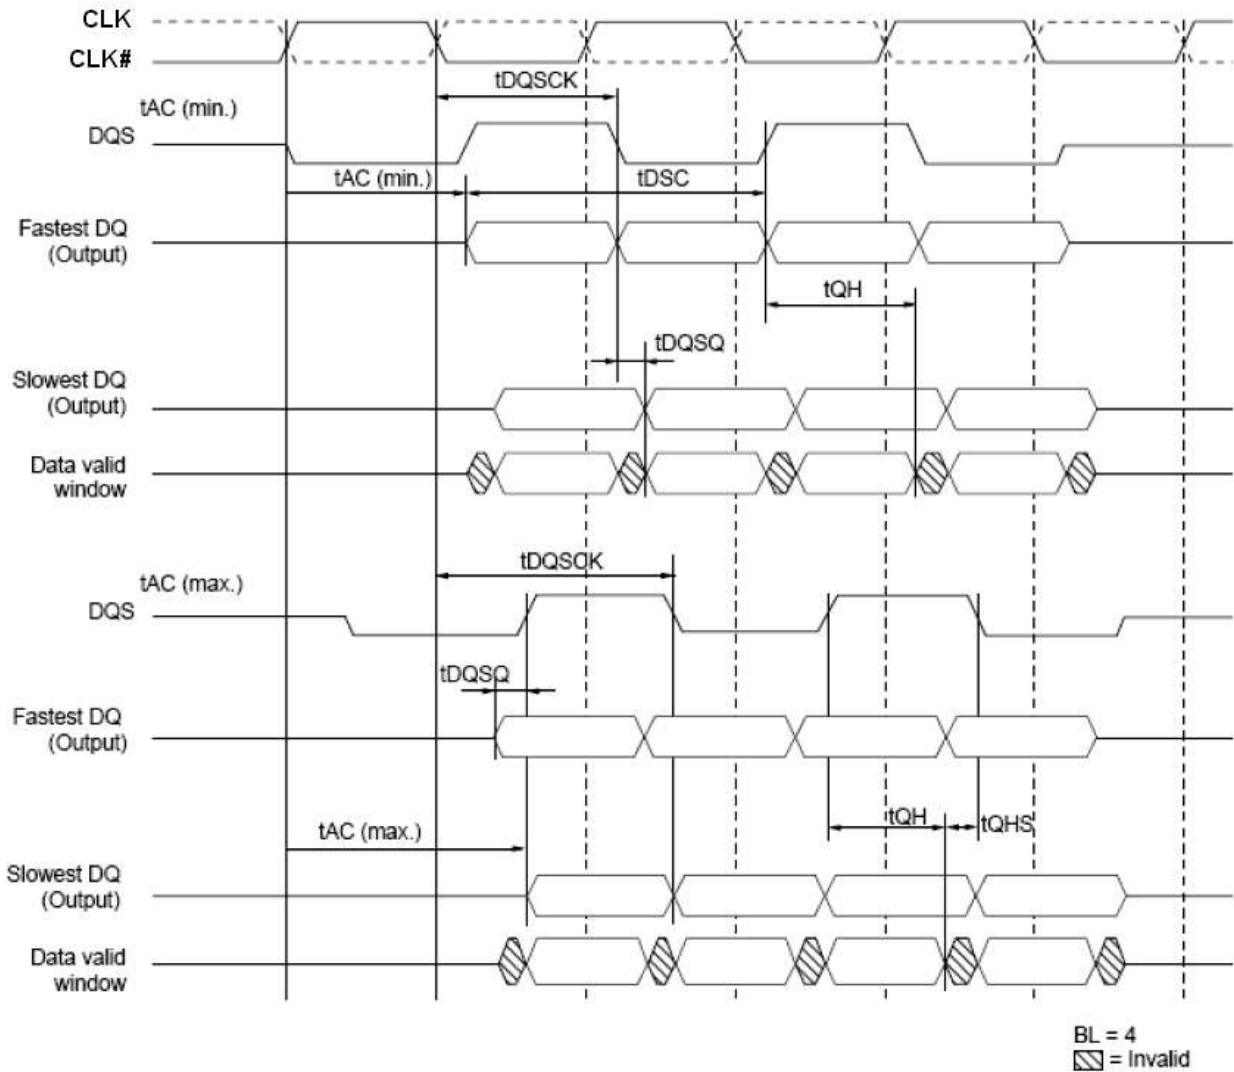 CLK
CLK#
tDQSCK
tAC (min.)
DQS
tAC (min.)
tDSC
Fastest DQ
(Output)
tQH
tDQSQ
Slowest DQ
(Output)
Data valid
window
tDQSCK
tAC (max.)
DQS
tDQSQ
Fastest DQ
(Output)
tQH
tQHS
tAC (max.)
Slowest DQ
(Output)
Data valid
window
BL = 4
= Invalid